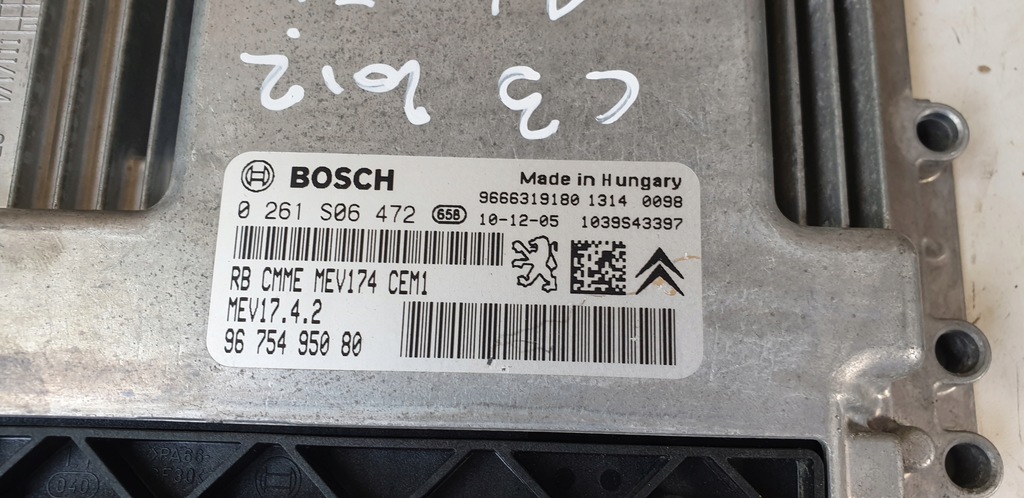 C3 2012
BOSCH
Made in Hungary
9666319180 1314 0098
0 261 S06 472 658 10-12-05 1039S43397
RB CMME MEV174 CEM1
MEV17.4.2
96 754 950 80